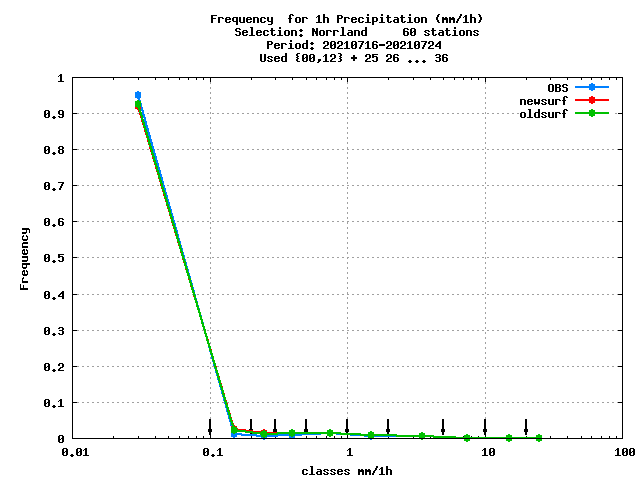 Frequency  for 1h Precipitation (mm/1h)
Selection: Norrland     60 stations
Period: 20210716-20210724
Used {00,12} + 25 26 ... 36
OBS
newsurf
oldsurf
1
0.9
0.8
0.7
0.6
0.5
0.4
0.3
0.2
0.1
0
Frequency
0.01 0.1 1 10 100
classes mm/1h